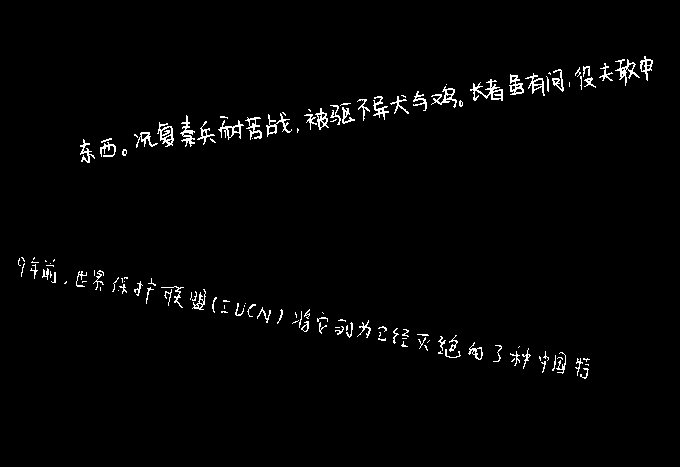 东西。况复秦兵耐苦战,被驱不异犬与鸡。长者虽有问,役夫敢申
9年前,世界保护联盟(IUCN)将它列为已经灭绝的3种中国特